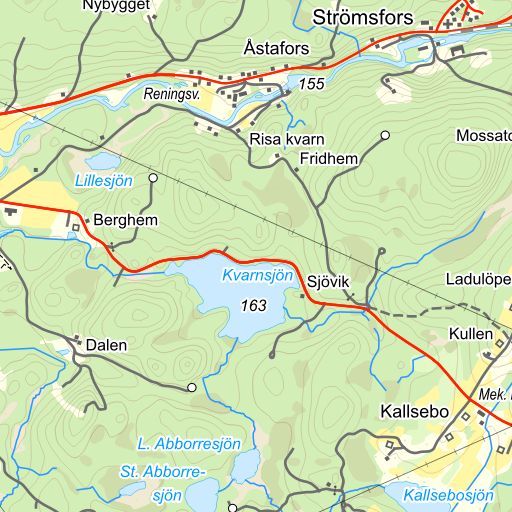 Nybygget
Strömsfors
Åstafors
155
Reningsv.
Risa kvarn
Mossato
Fridhem
Lillesjön
Berghem
Kvarnsjön
Sjövik
Ladulöpe
163
Kullen
Dalen
Mek.
Kallsebo
L. Abborresjön
St. Abborre-
sjön
Kallsebosjön